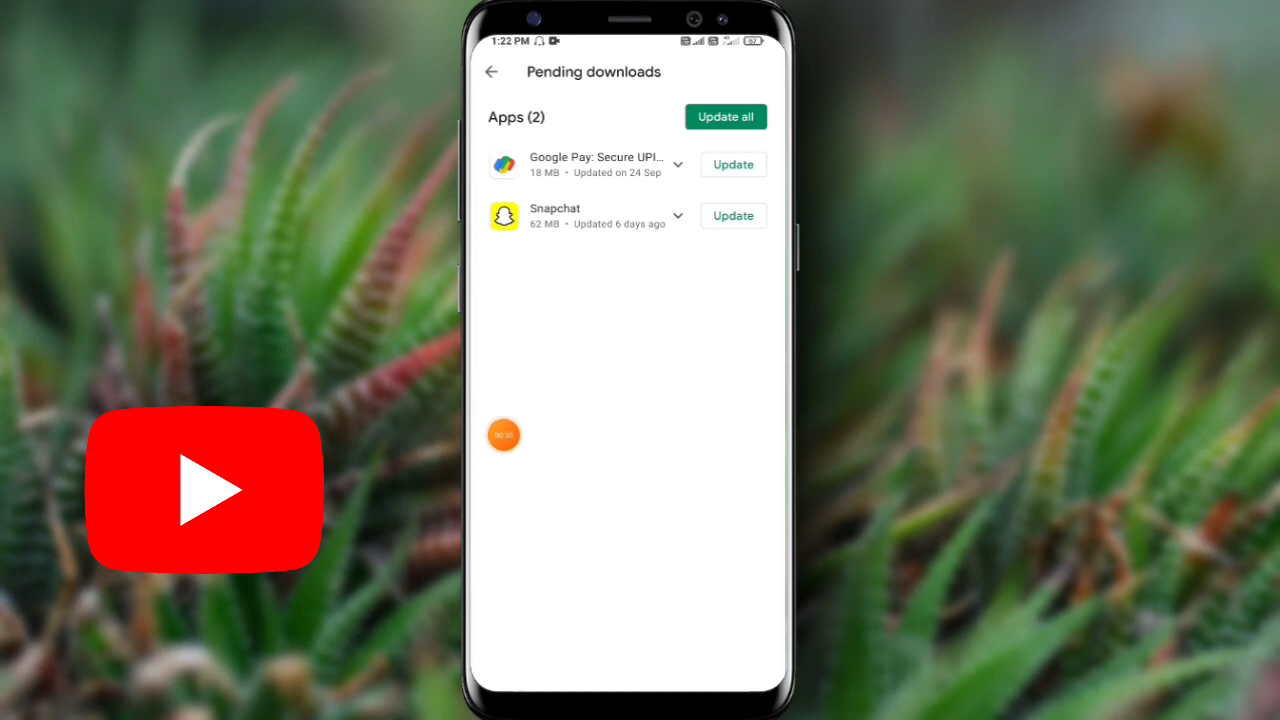 1:22 PM
67
Pending downloads
Apps (2)
Update all
Google Pay: Secure UPI...
18 MB • Updated on 24 Sep
Update
Snapchat
62 MB • Updated 6 days ago
Update